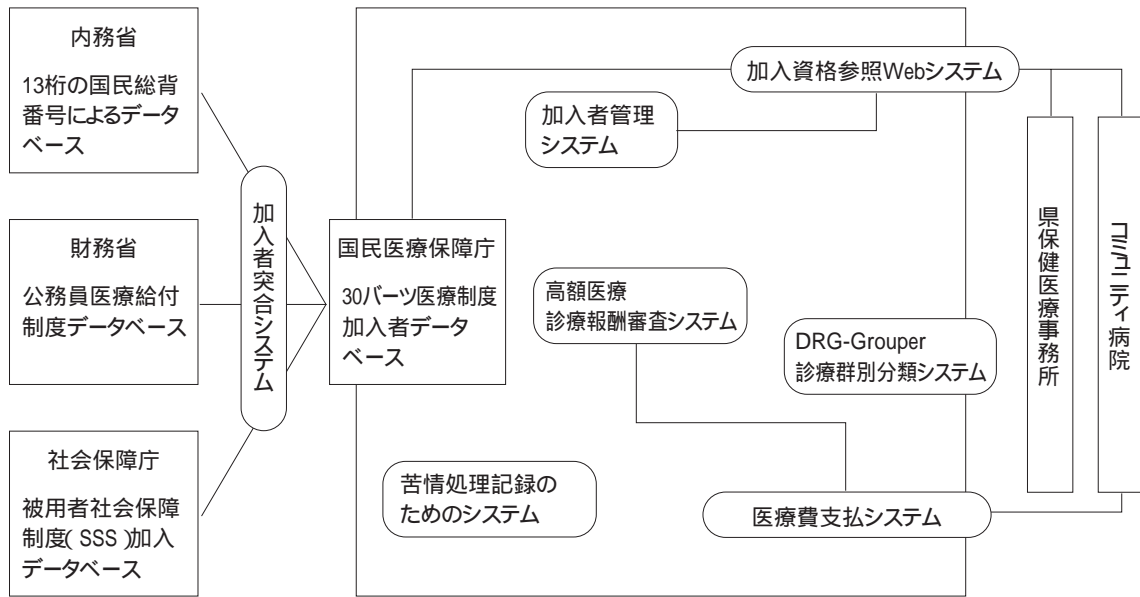 内務省
13桁の国民総背
番号によるデータ
ベース
財務省
公務員医療給付
制度データベース
社会保障庁
被用者社会保障
制度(SSS)加入
データベース
加入者突合システム
国民医療保障庁
30バーツ医療制度
加入者データ
ベース
加入資格参照Webシステム
加入者管理
システム
高額医療
診療報酬審査システム
DRG-Grouper
診療群別分類システム
苦情処理記録の
ためのシステム
医療費支払システム
県保健医療事務所
コミュニティ病院